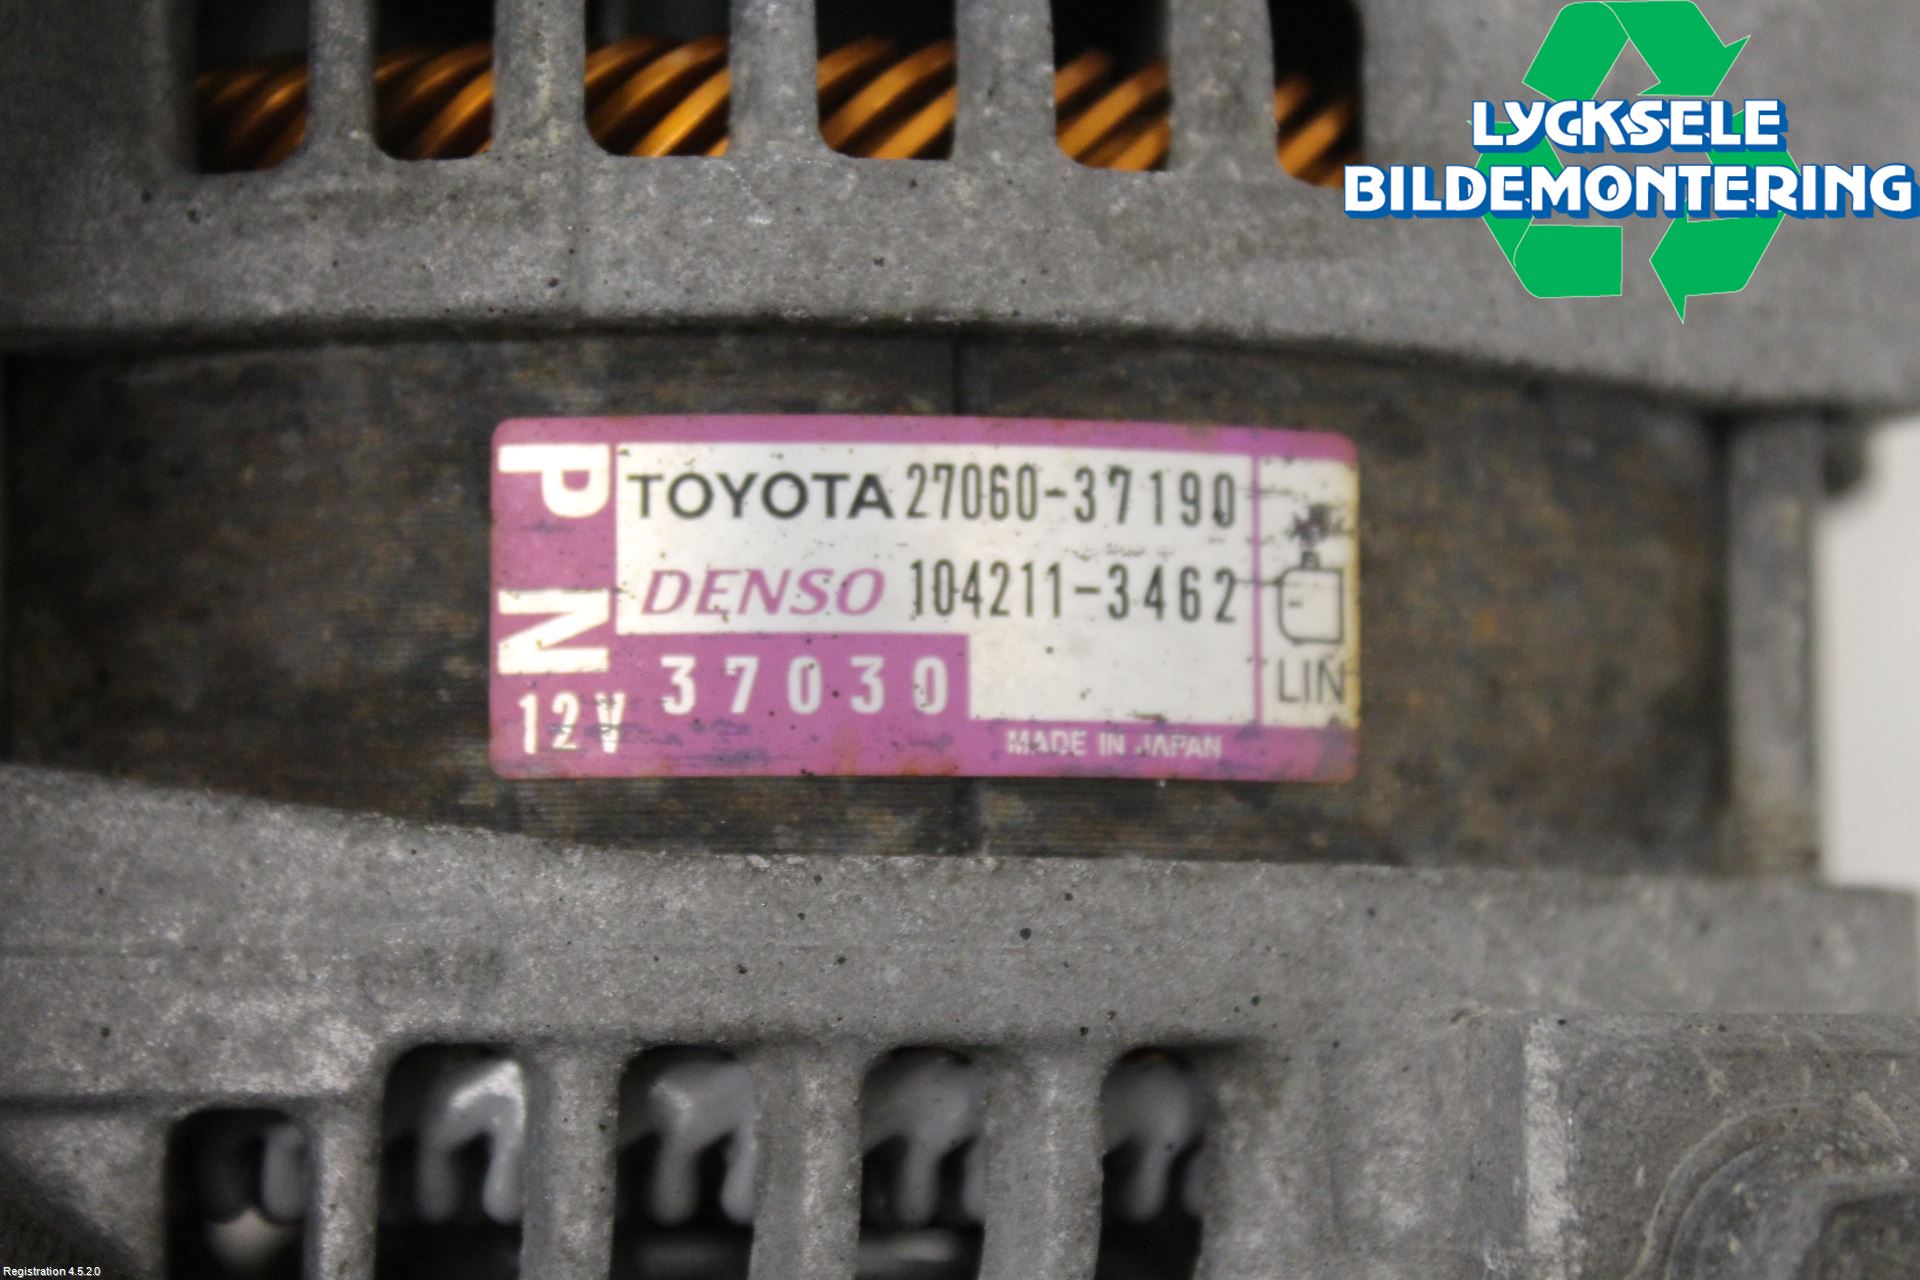 LYCKSELE
BILDEMONTERING
PN
TOYOTA 27060-37190
DENSO 104211-3462
37030
12V
LIN
MADE IN JAPAN
Registration 4.5.2.0